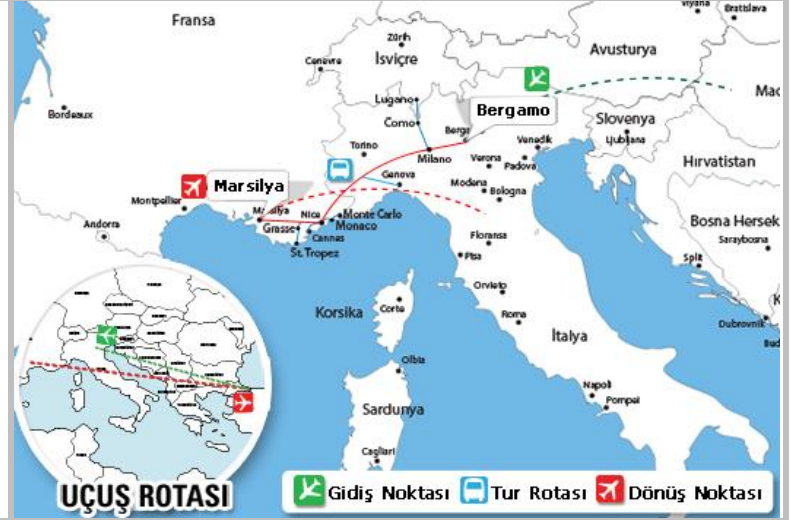 Viyana
Bratislava
Fransa
Zürih
İsviçre
Avusturya
Cenevre
Mac
Lugano
Bergamo
Bordeaux
Como
Berga
Slovenya
Ljubljana
Torino
Milano
Venedik
Verona
Padova
Hırvatistan
Genova
Modena
Bologna
Marsilya
Montpellier
Marsilya
Nice
Monte Carlo
Monaco
Grasse
Cannes
St. Tropez
Andorra
Floransa
Pisa
Bosna Hersek
Saraybosna
Split
Orvieto
Korsika
Corte
Roma
İtalya
K
Dubrovnik
Bud
Olbia
Napoli
Pompei
Sardunya
Cagliari
UÇUŞ ROTASI
Gidiş Noktası
Tur Rotası
Dönüş Noktası